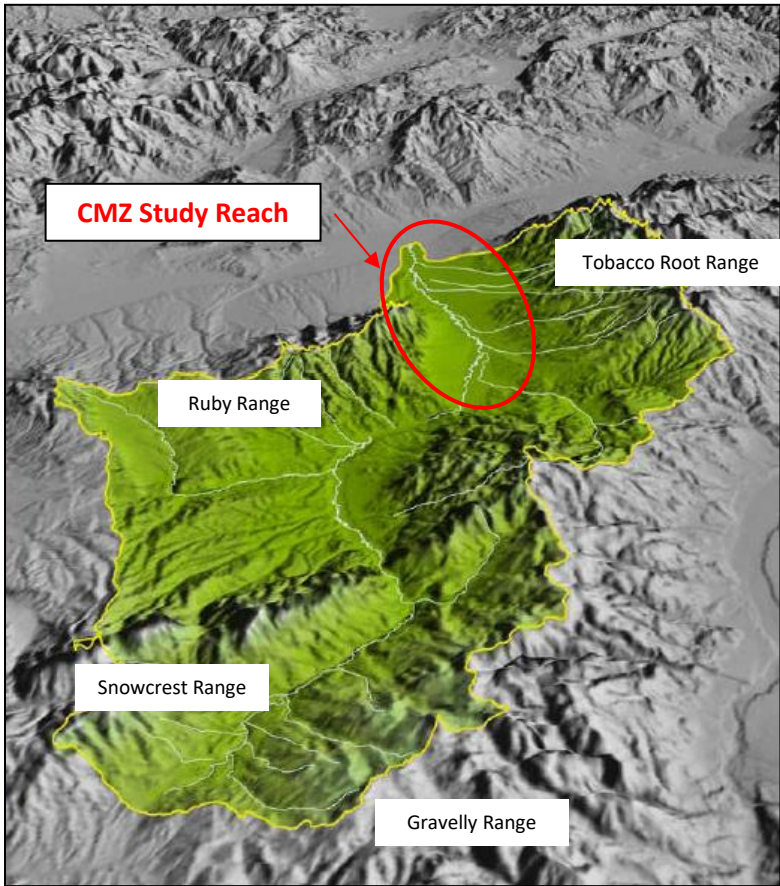 CMZ Study Reach
Tobacco Root Range
Ruby Range
Snowcrest Range
Gravelly Range